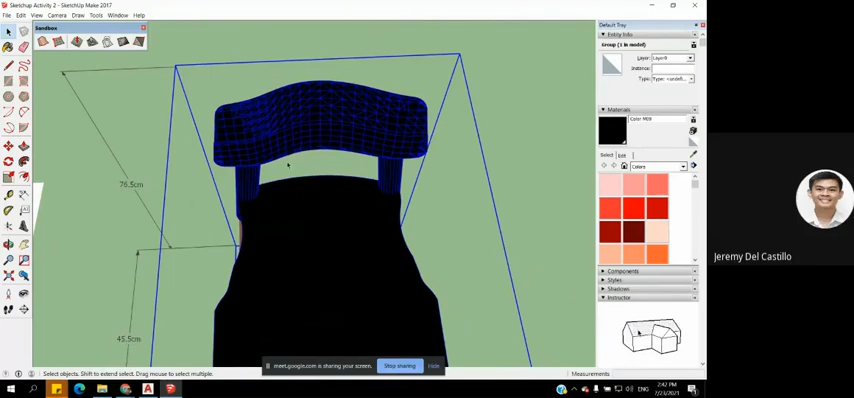 Sketchup Activity 2 - SketchUp Make 2017
File Edit View Camera Draw Tools Window Help
Sandbox
76.5cm
45.5cm
Default Tray
Entity Info
Group (1 in model)
Layer: Layer0
Instance:
Type: Type: <undefi...
Materials
Color M09
Select Edit
Colors
Components
Styles
Shadows
Instructor
Jeremy Del Castillo
meet.google.com is sharing your screen.
Stop sharing
Hide
Select objects. Shift to extend select. Drag mouse to select multiple.
Measurements
ENG
2:42 PM
7/23/2021